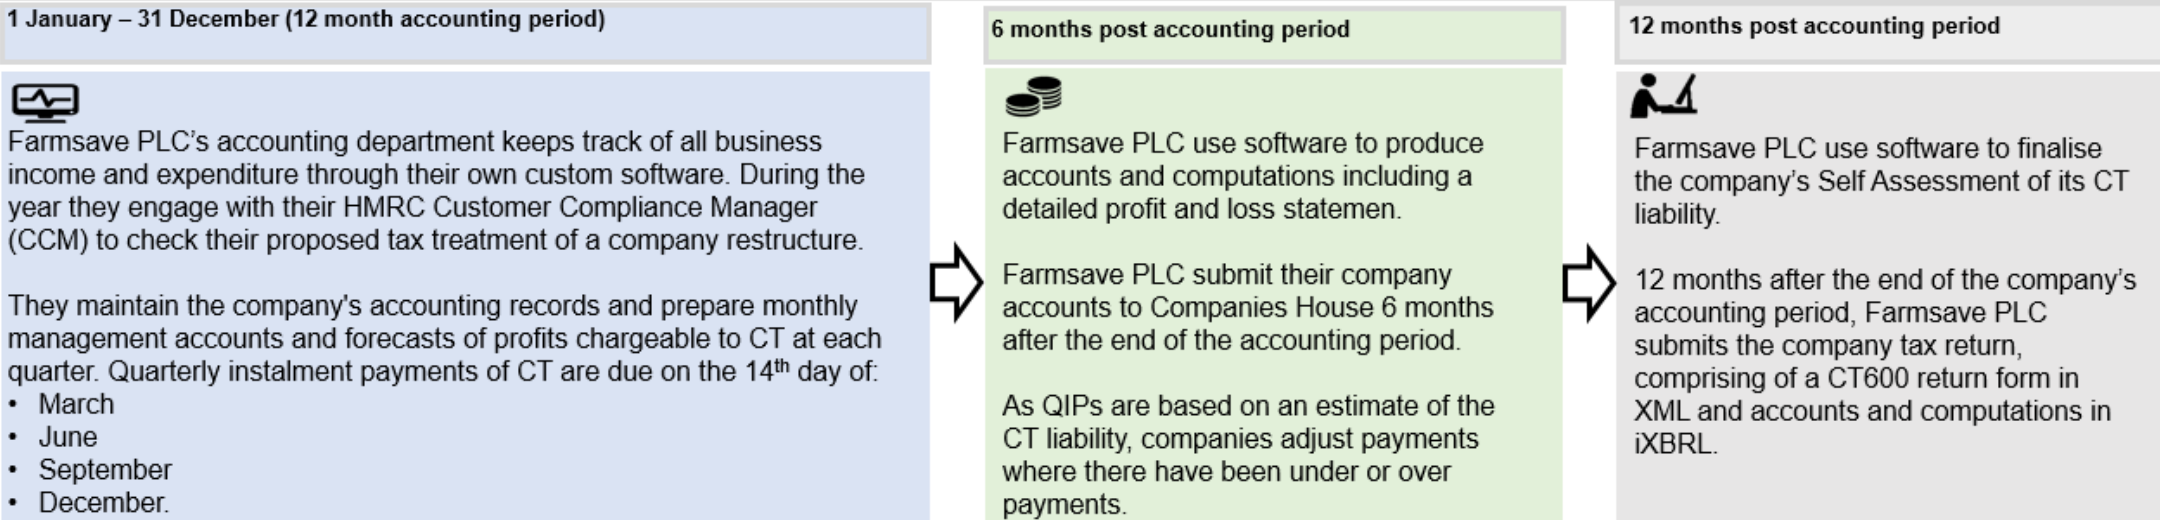 1 January – 31 December (12 month accounting period)
Farmsave PLC's accounting department keeps track of all business
income and expenditure through their own custom software. During the
year they engage with their HMRC Customer Compliance Manager
(CCM) to check their proposed tax treatment of a company restructure.
They maintain the company's accounting records and prepare monthly
management accounts and forecasts of profits chargeable to CT at each
quarter. Quarterly instalment payments of CT are due on the 14th day of:
• March
• June
• September
• December.
6 months post accounting period
Farmsave PLC use software to produce
accounts and computations including a
detailed profit and loss statemen.
Farmsave PLC submit their company
accounts to Companies House 6 months
after the end of the accounting period.
As QIPs are based on an estimate of the
CT liability, companies adjust payments
where there have been under or over
payments.
12 months post accounting period
Farmsave PLC use software to finalise
the company's Self Assessment of its CT
liability.
12 months after the end of the company's
accounting period, Farmsave PLC
submits the company tax return,
comprising of a CT600 return form in
XML and accounts and computations in
iXBRL.